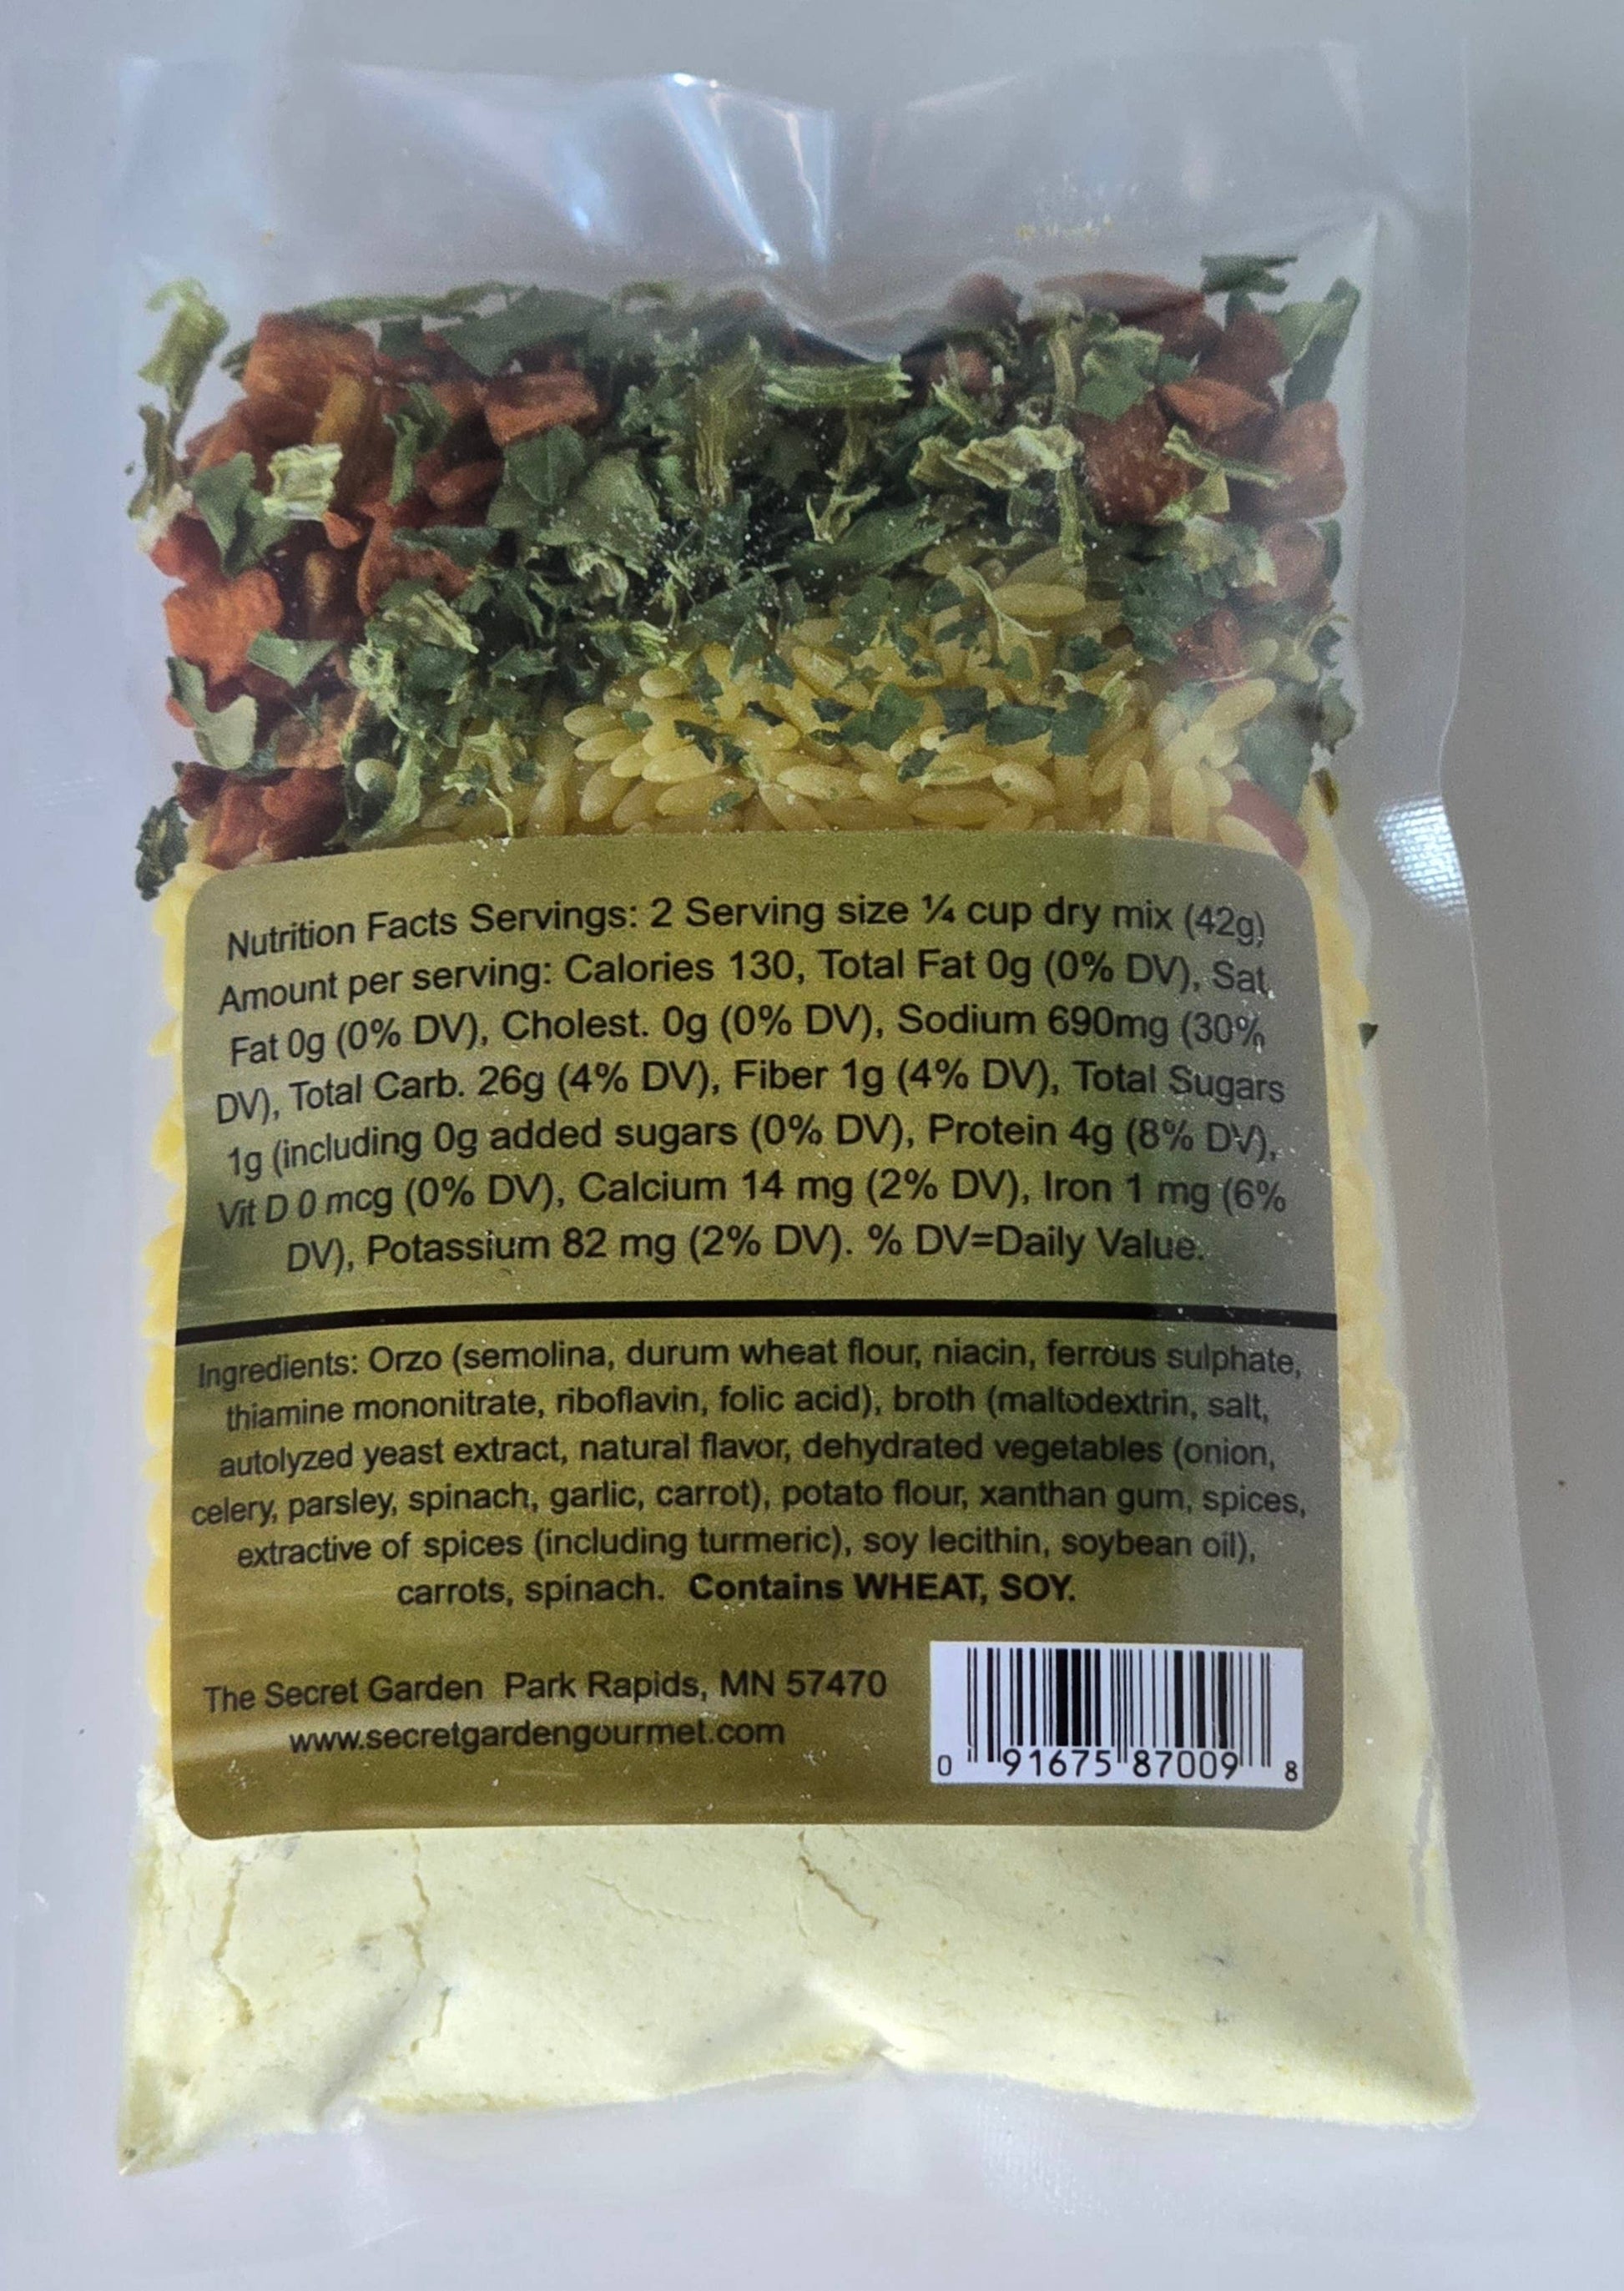 Nutrition Facts Servings: 2 Serving size ¼ cup dry mix (42g)
Amount per serving: Calories 130, Total Fat 0g (0% DV), Sat.
Fat 0g (0% DV), Cholest. 0g (0% DV), Sodium 690mg (30%
DV), Total Carb. 26g (4% DV), Fiber 1g (4% DV), Total Sugars
1g (including 0g added sugars (0% DV), Protein 4g (8% DV),
Vit D 0 mcg (0% DV), Calcium 14 mg (2% DV), Iron 1 mg (6%
DV), Potassium 82 mg (2% DV). % DV=Daily Value.
Ingredients: Orzo (semolina, durum wheat flour, niacin, ferrous sulphate,
thiamine mononitrate, riboflavin, folic acid), broth (maltodextrin, salt,
autolyzed yeast extract, natural flavor, dehydrated vegetables (onion,
celery, parsley, spinach, garlic, carrot), potato flour, xanthan gum, spices,
extractive of spices (including turmeric), soy lecithin, soybean oil),
carrots, spinach. Contains WHEAT, SOY.
The Secret Garden Park Rapids, MN 57470
www.secretgardengourmet.com
0 91675 87009 8